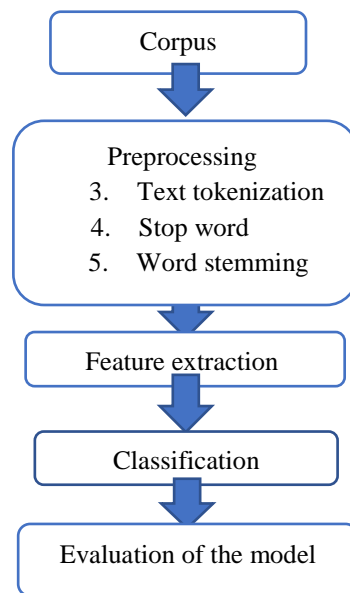 Corpus
Preprocessing
3. Text tokenization
4. Stop word
5. Word stemming
Feature extraction
Classification
Evaluation of the model